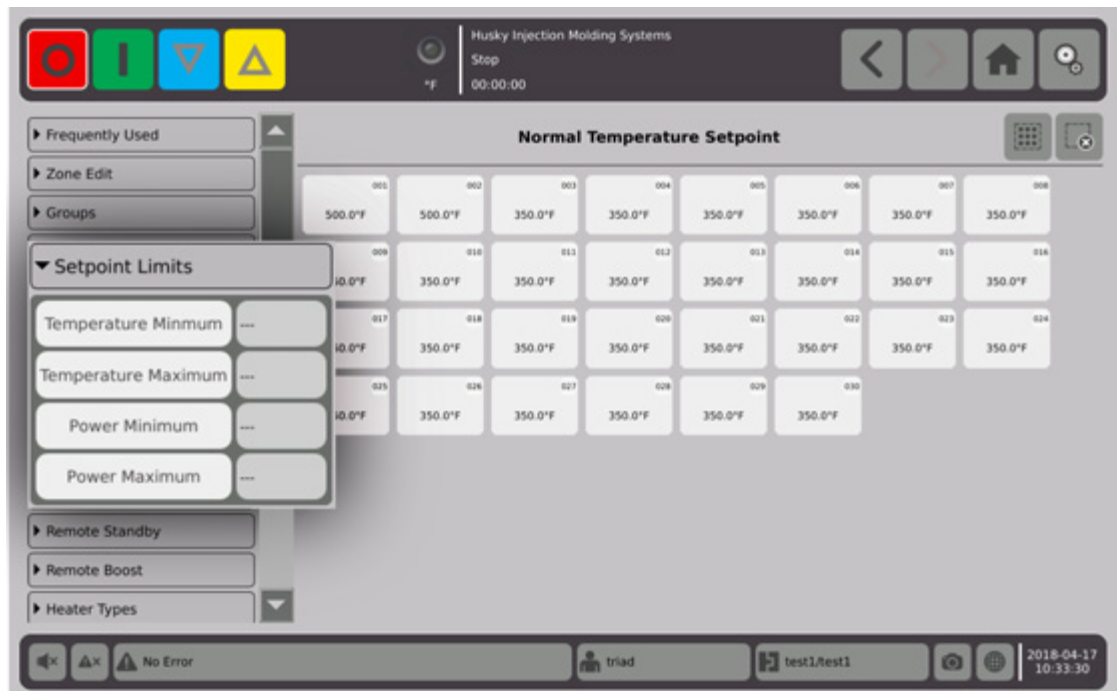 Husky Injection Molding Systems
Stop
°F 00:00:00
Frequently Used
Zone Edit
Groups
Setpoint Limits
Temperature Minmum ---
Temperature Maximum ---
Power Minimum ---
Power Maximum ---
Remote Standby
Remote Boost
Heater Types
Normal Temperature Setpoint
001 002 003 004 005 006 007 008
500.0°F 500.0°F 350.0°F 350.0°F 350.0°F 350.0°F 350.0°F 350.0°F
009 010 011 012 013 014 015 016
0.0°F 350.0°F 350.0°F 350.0°F 350.0°F 350.0°F 350.0°F 350.0°F
017 018 019 020 021 022 023 024
0.0°F 350.0°F 350.0°F 350.0°F 350.0°F 350.0°F 350.0°F 350.0°F
025 026 027 028 029 030
0.0°F 350.0°F 350.0°F 350.0°F 350.0°F 350.0°F
No Error triad test1/test1 2018-04-17
10:33:30